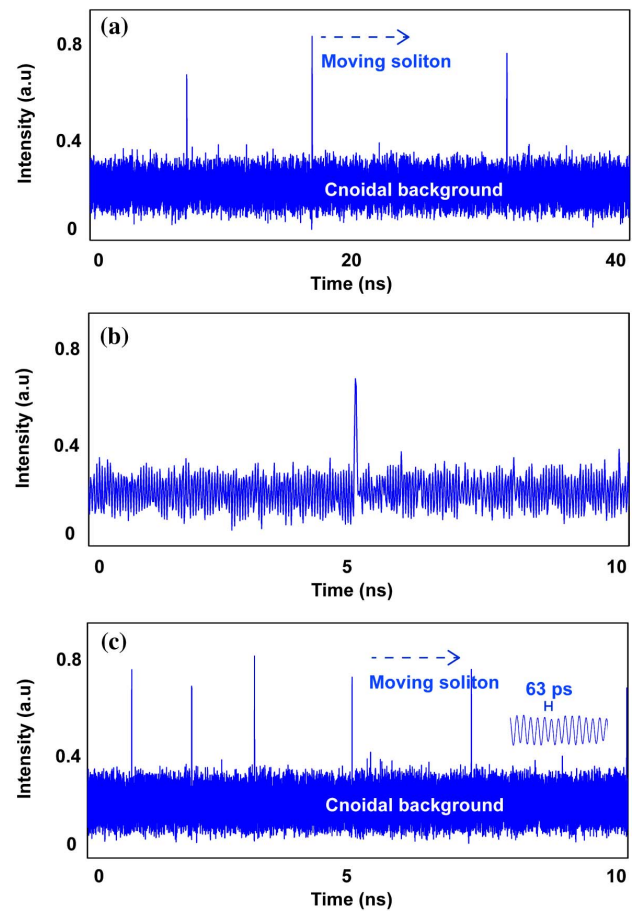 (a)
0.8
Moving soliton
Intensity (a.u)
0.4
Cnoidal background
0
0 20 40
Time (ns)
(b)
0.8
Intensity (a.u)
0.4
0
0 5 10
Time (ns)
(c)
0.8
Moving soliton
63 ps
Intensity (a.u)
0.4
Cnoidal background
0
0 5 10
Time (ns)